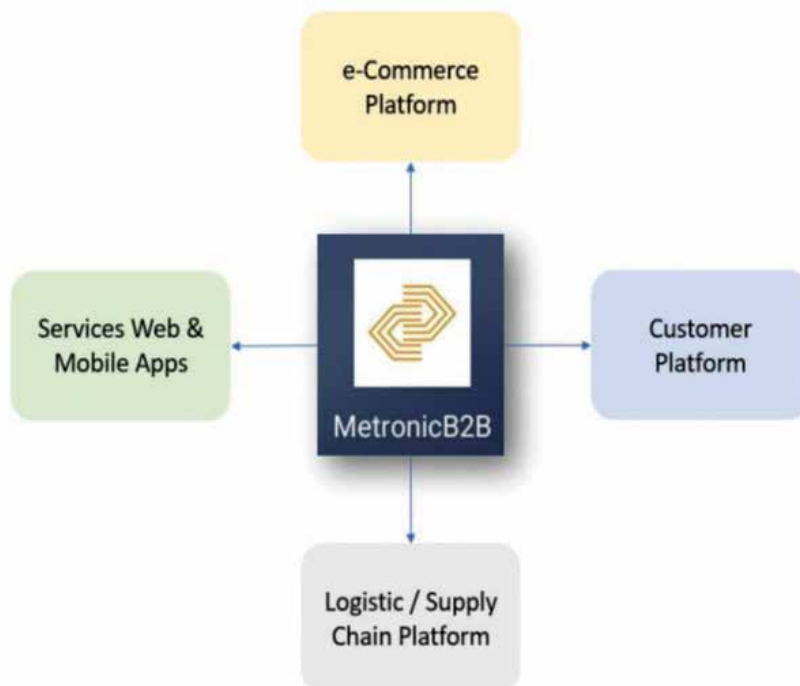 e-Commerce
Platform
Services Web &
Mobile Apps
MetronicB2B
Customer
Platform
Logistic / Supply
Chain Platform